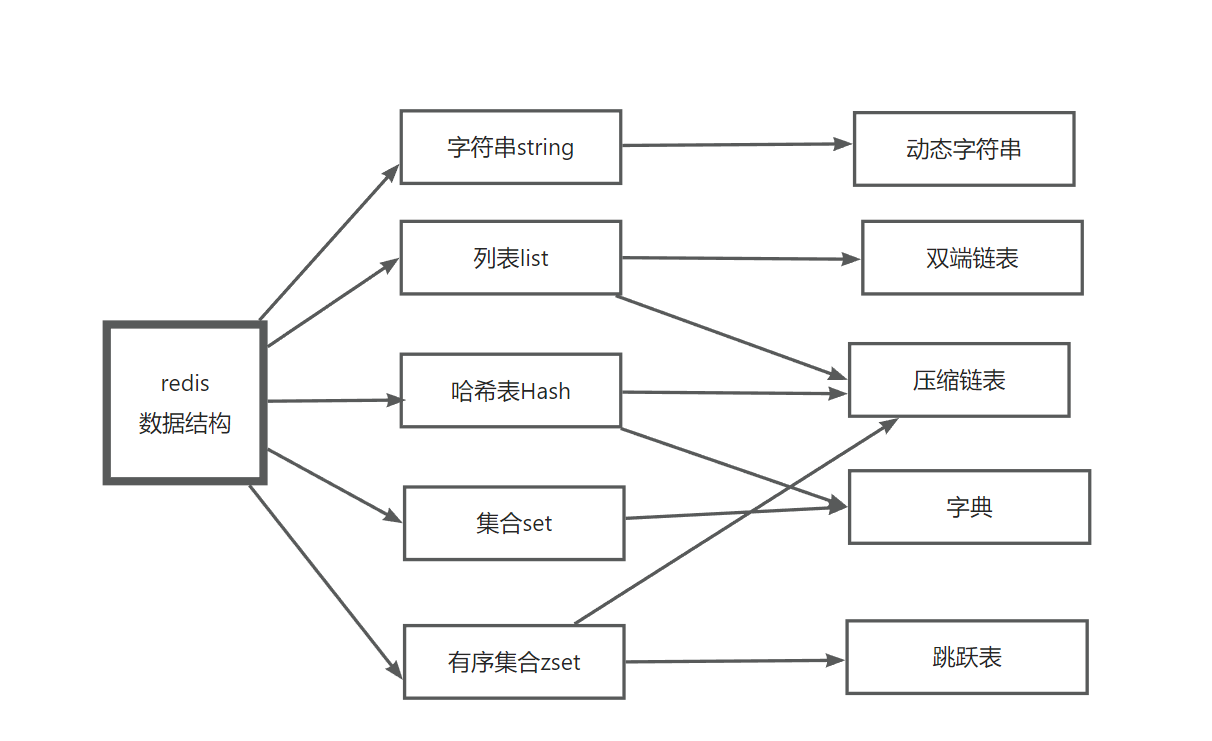 redis
数据结构
字符串string
列表list
哈希表Hash
集合set
有序集合zset
动态字符串
双端链表
压缩链表
字典
跳跃表